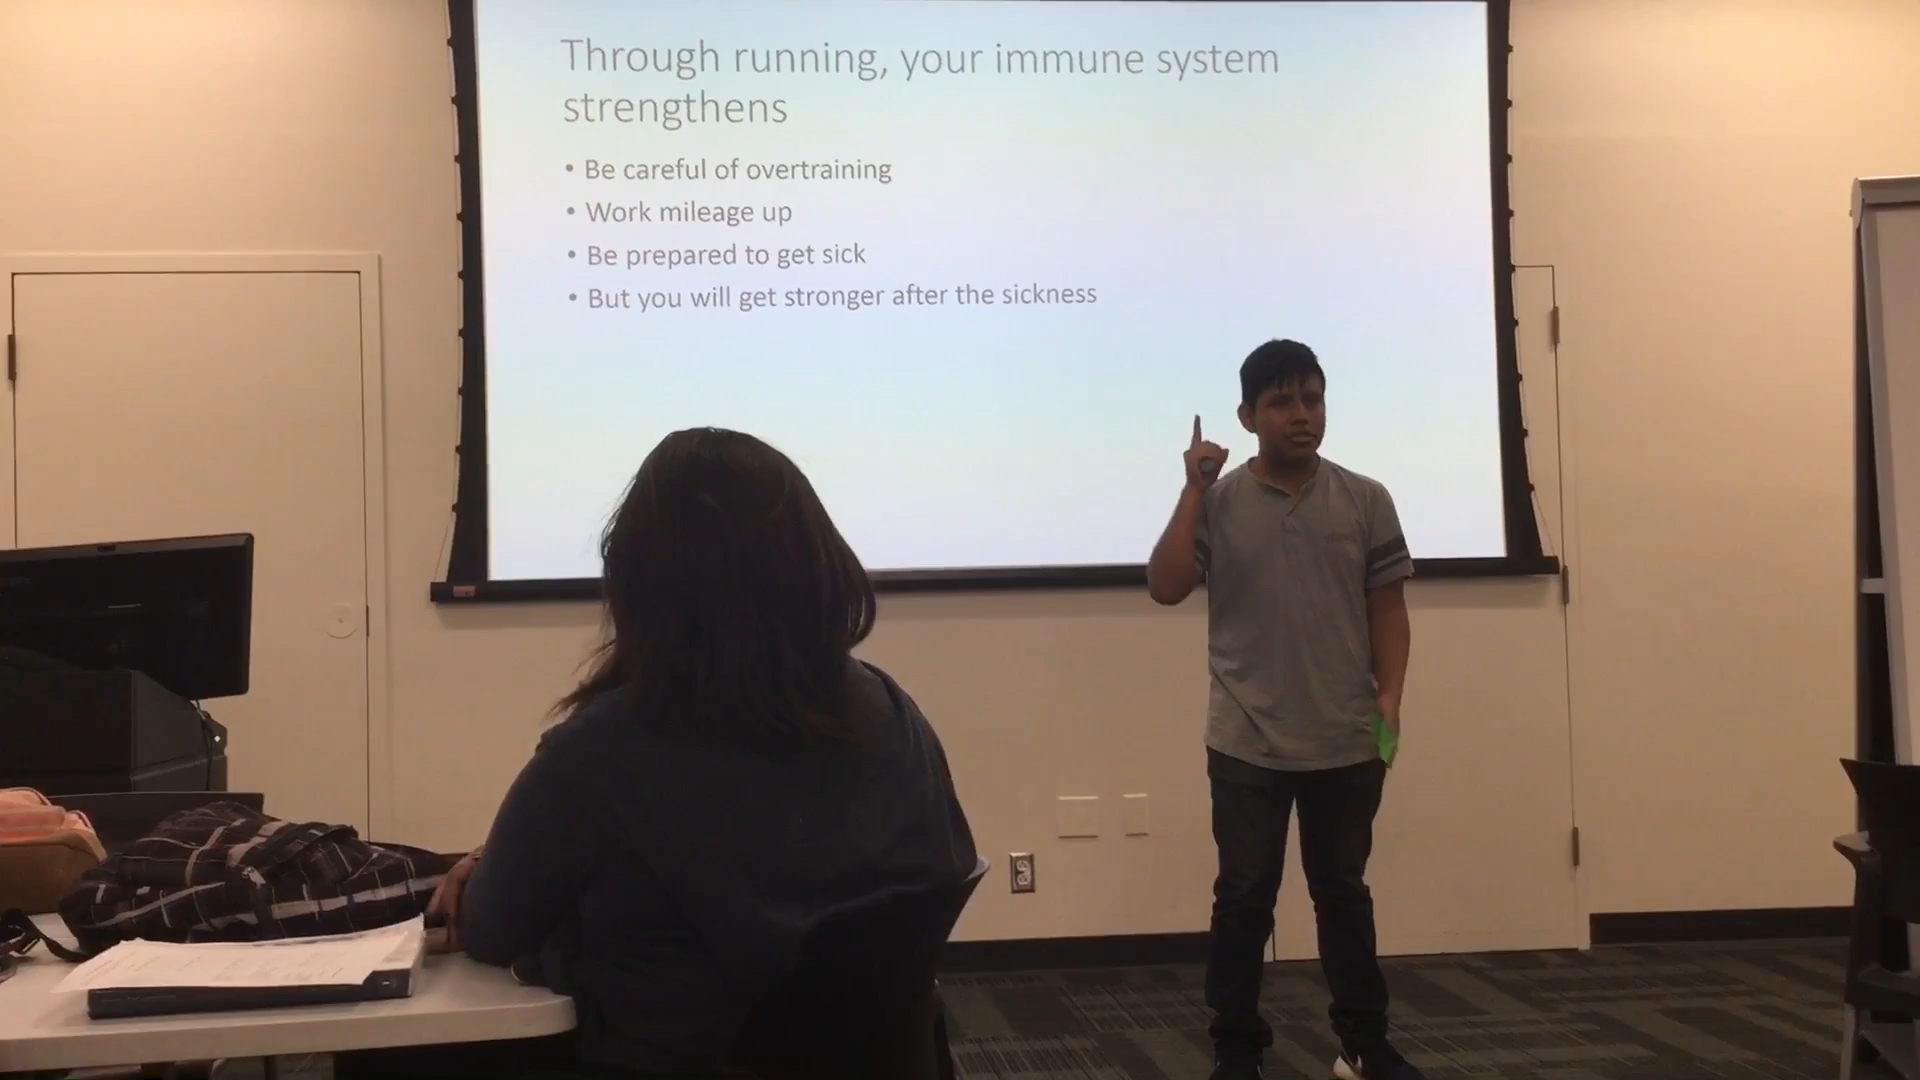 Through running, your immune system
strengthens
• Be careful of overtraining
• Work mileage up
• Be prepared to get sick
• But you will get stronger after the sickness